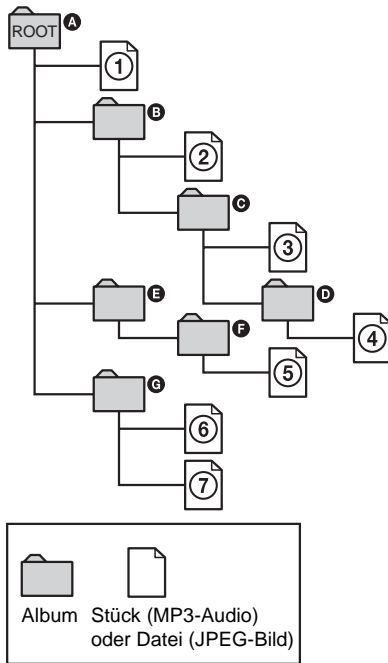 ROOT A
1
B
2
C
3
E
D
F
4
5
G
6
7
Album Stück (MP3-Audio)
oder Datei (JPEG-Bild)